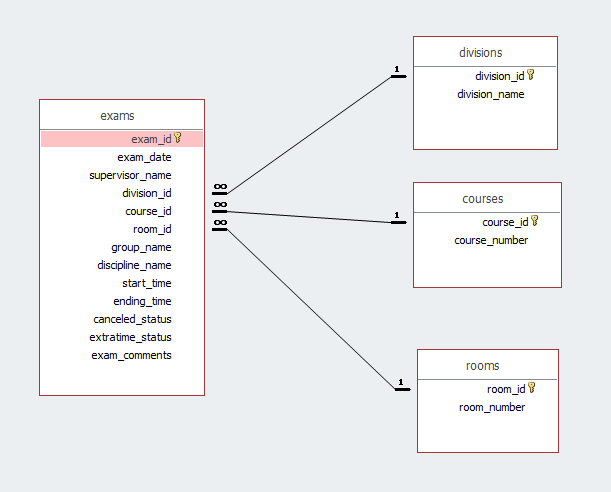 exams
exam_id
exam_date
supervisor_name
division_id
course_id
room_id
group_name
discipline_name
start_time
ending_time
canceled_status
extratime_status
exam_comments
∞
∞
∞
1
divisions
division_id
division_name
1
courses
course_id
course_number
1
rooms
room_id
room_number